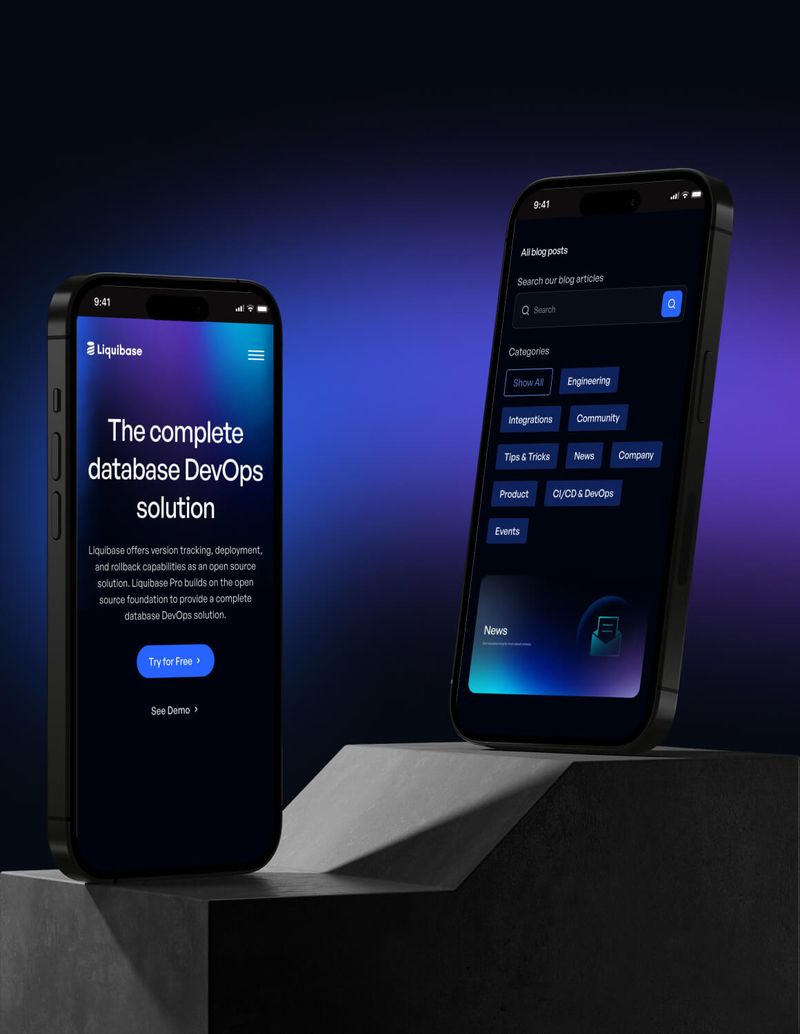 9:41
Liquibase
The complete
database DevOps
solution
Liquibase offers version tracking, deployment,
and rollback capabilities as an open source
solution. Liquibase Pro builds on the open
source foundation to provide a complete
database DevOps solution.
Try for Free
See Demo
9:41
All blog posts
Search our blog articles
Search
Categories
Show All Engineering
Integrations Community
Tips & Tricks News Company
Product CI/CD & DevOps
Events
News